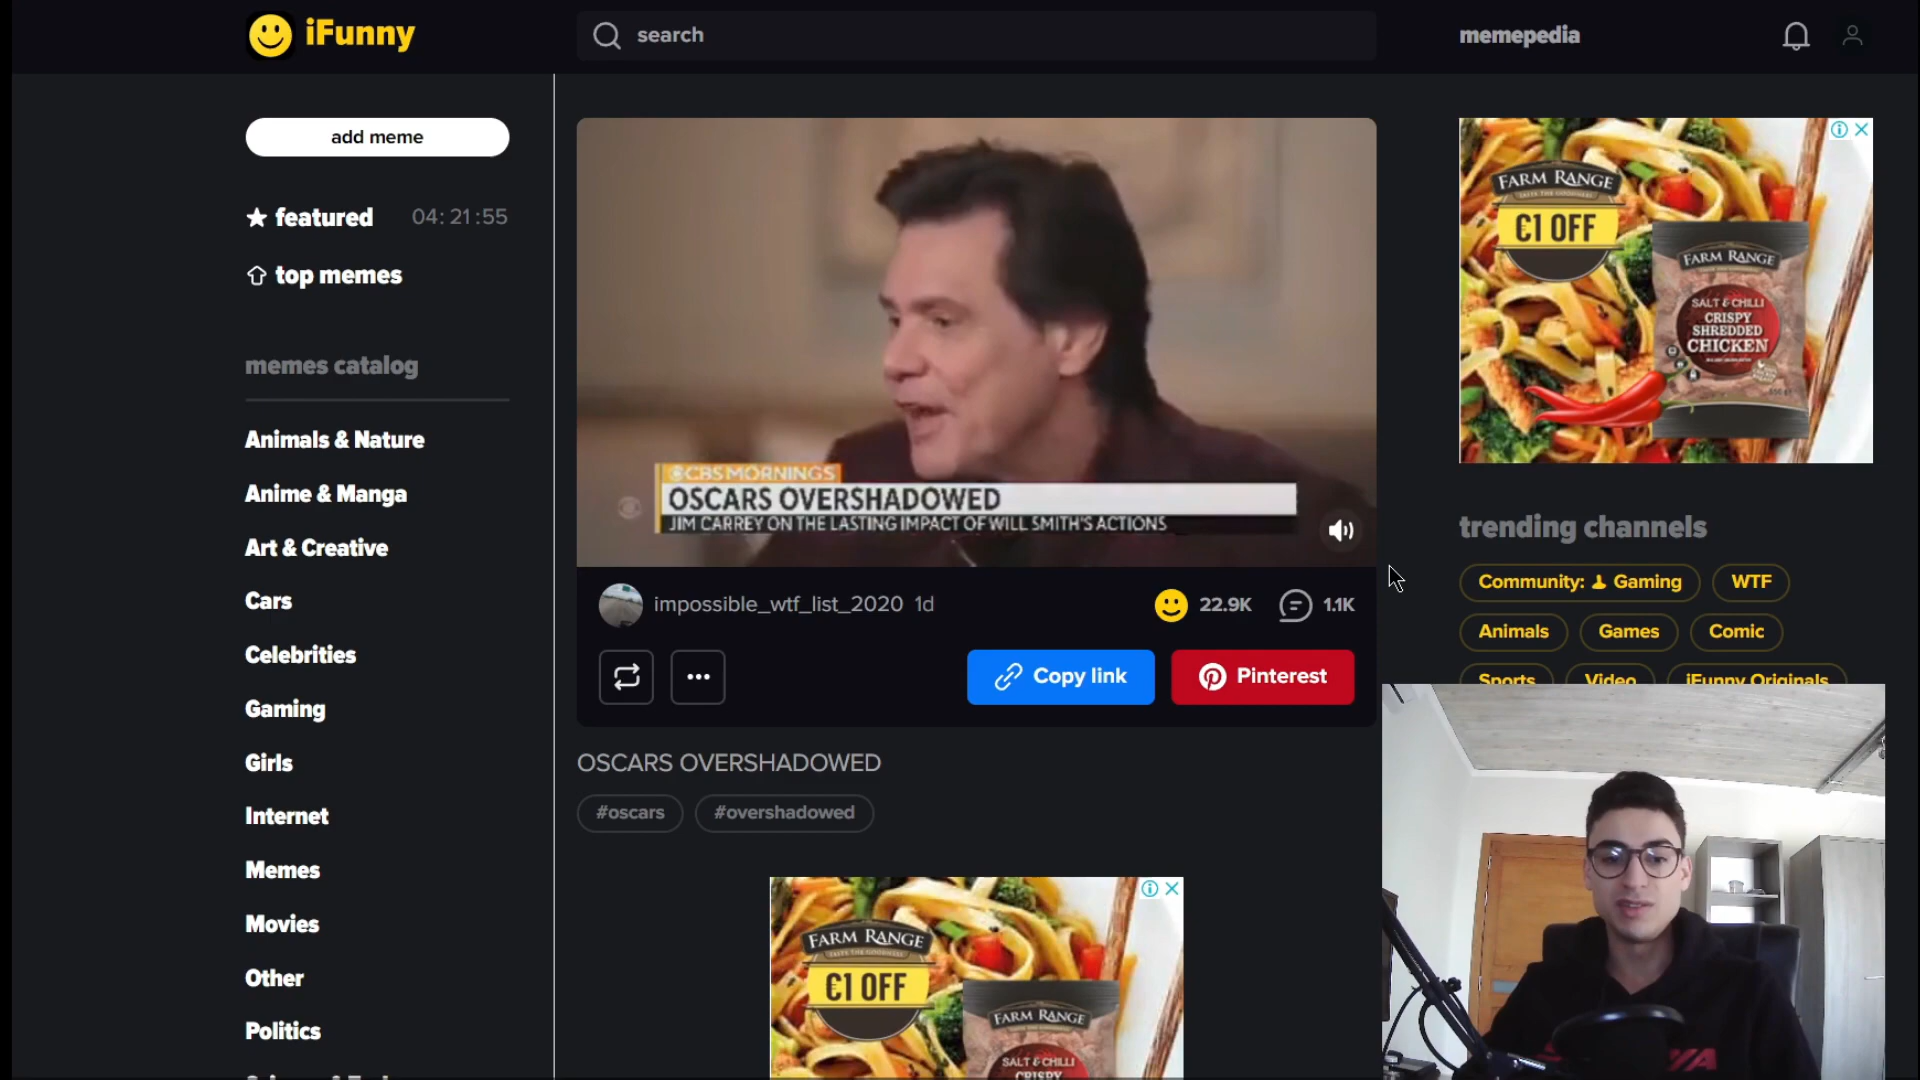 iFunny
search
memepedia
add meme
featured 04:21:55
top memes
memes catalog
Animals & Nature
Anime & Manga
Art & Creative
Cars
Celebrities
Gaming
Girls
Internet
Memes
Movies
Other
Politics
CBS MORNINGS
OSCARS OVERSHADOWED
JIM CARREY ON THE LASTING IMPACT OF WILL SMITH'S ACTIONS
impossible_wtf_list_2020 1d
22.9K 1.1K
Copy link
Pinterest
OSCARS OVERSHADOWED
#oscars #overshadowed
FARM RANGE
€1 OFF
FARM RANGE
SALT & CHILLI
CRISPY
FARM RANGE
€1 OFF
FARM RANGE
SALT & CHILLI
CRISPY
SHREDDED
CHICKEN
trending channels
Community: Gaming WTF
Animals Games Comic
Sports Video iFunny Originals